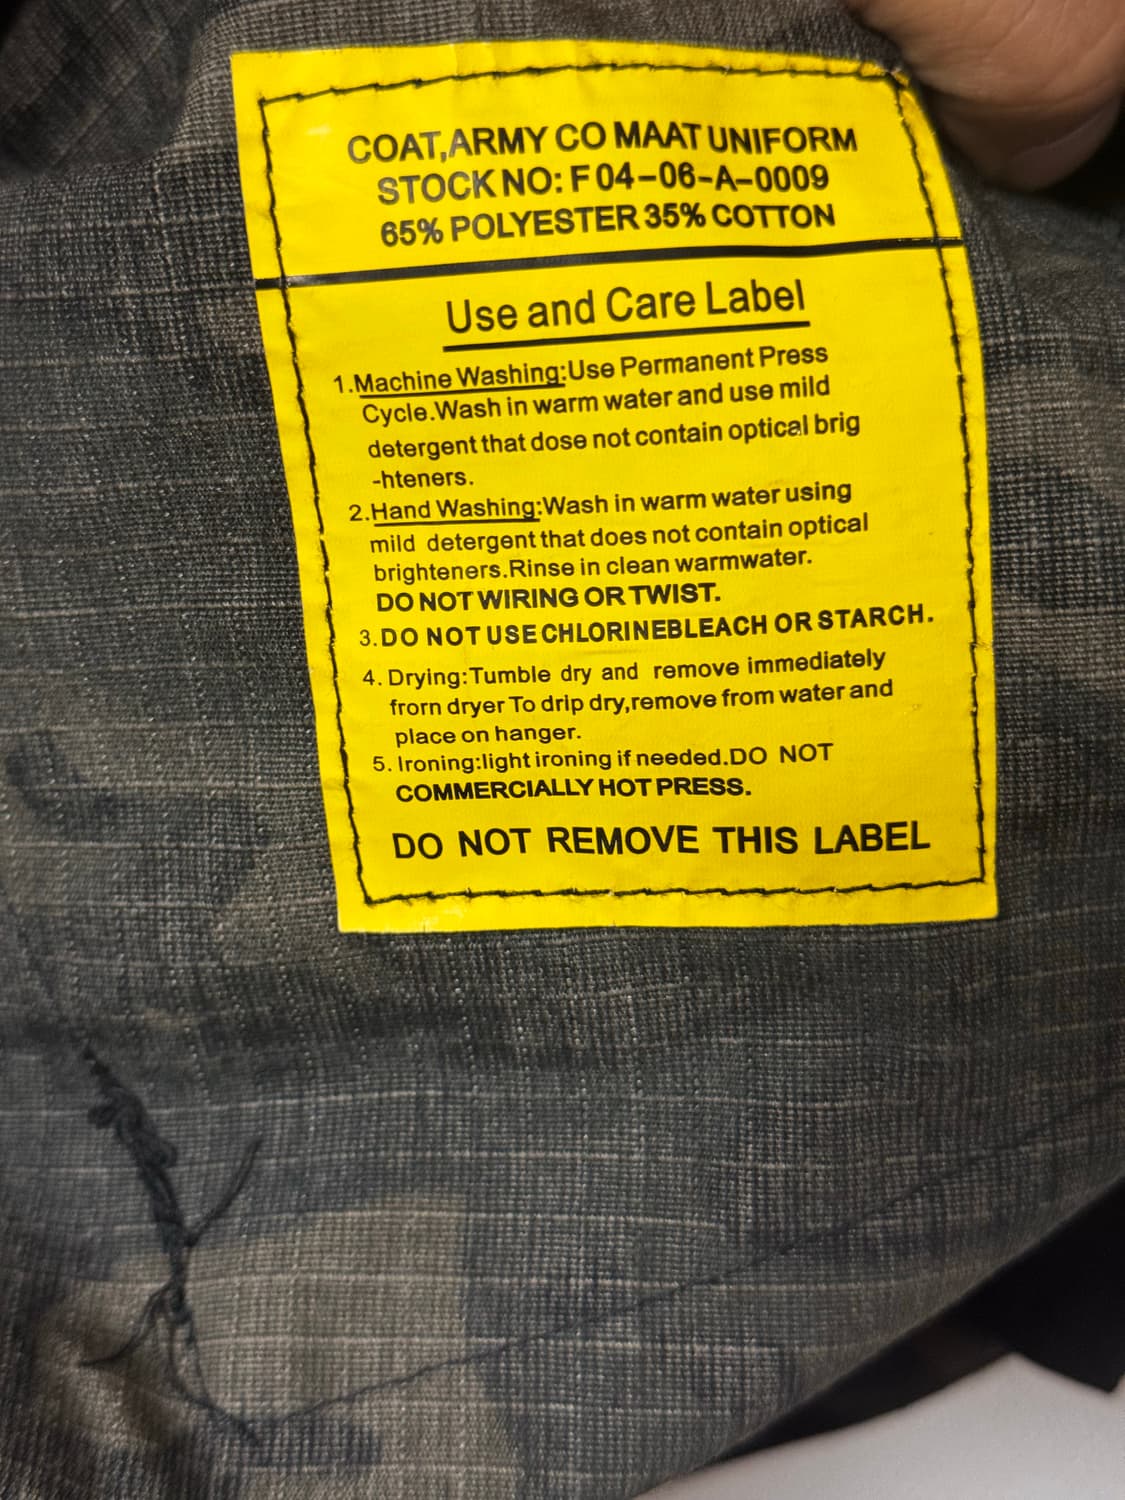 COAT,ARMY CO MAAT UNIFORM
STOCK NO: F 04-06-A-0009
65% POLYESTER 35% COTTON
Use and Care Label
1.Machine Washing:Use Permanent Press
Cycle.Wash in warm water and use mild
detergent that dose not contain optical brig
-hteners.
2.Hand Washing:Wash in warm water using
mild detergent that does not contain optical
brighteners.Rinse in clean warmwater.
DO NOT WIRING OR TWIST.
3.DO NOT USE CHLORINEBLEACH OR STARCH.
4. Drying:Tumble dry and remove immediately
frorn dryer To drip dry,remove from water and
place on hanger.
5. Ironing:light ironing if needed.DO NOT
COMMERCIALLY HOT PRESS.
DO NOT REMOVE THIS LABEL